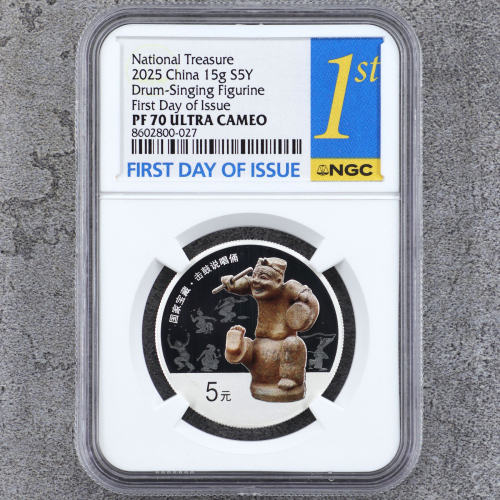 National Treasure
2025 China 15g S5Y
Drum-Singing Figurine
First Day of Issue
PF 70 ULTRA CAMEO
8602800-027
FIRST DAY OF ISSUE
1st
NGC
国家宝藏·击鼓说唱俑
5元